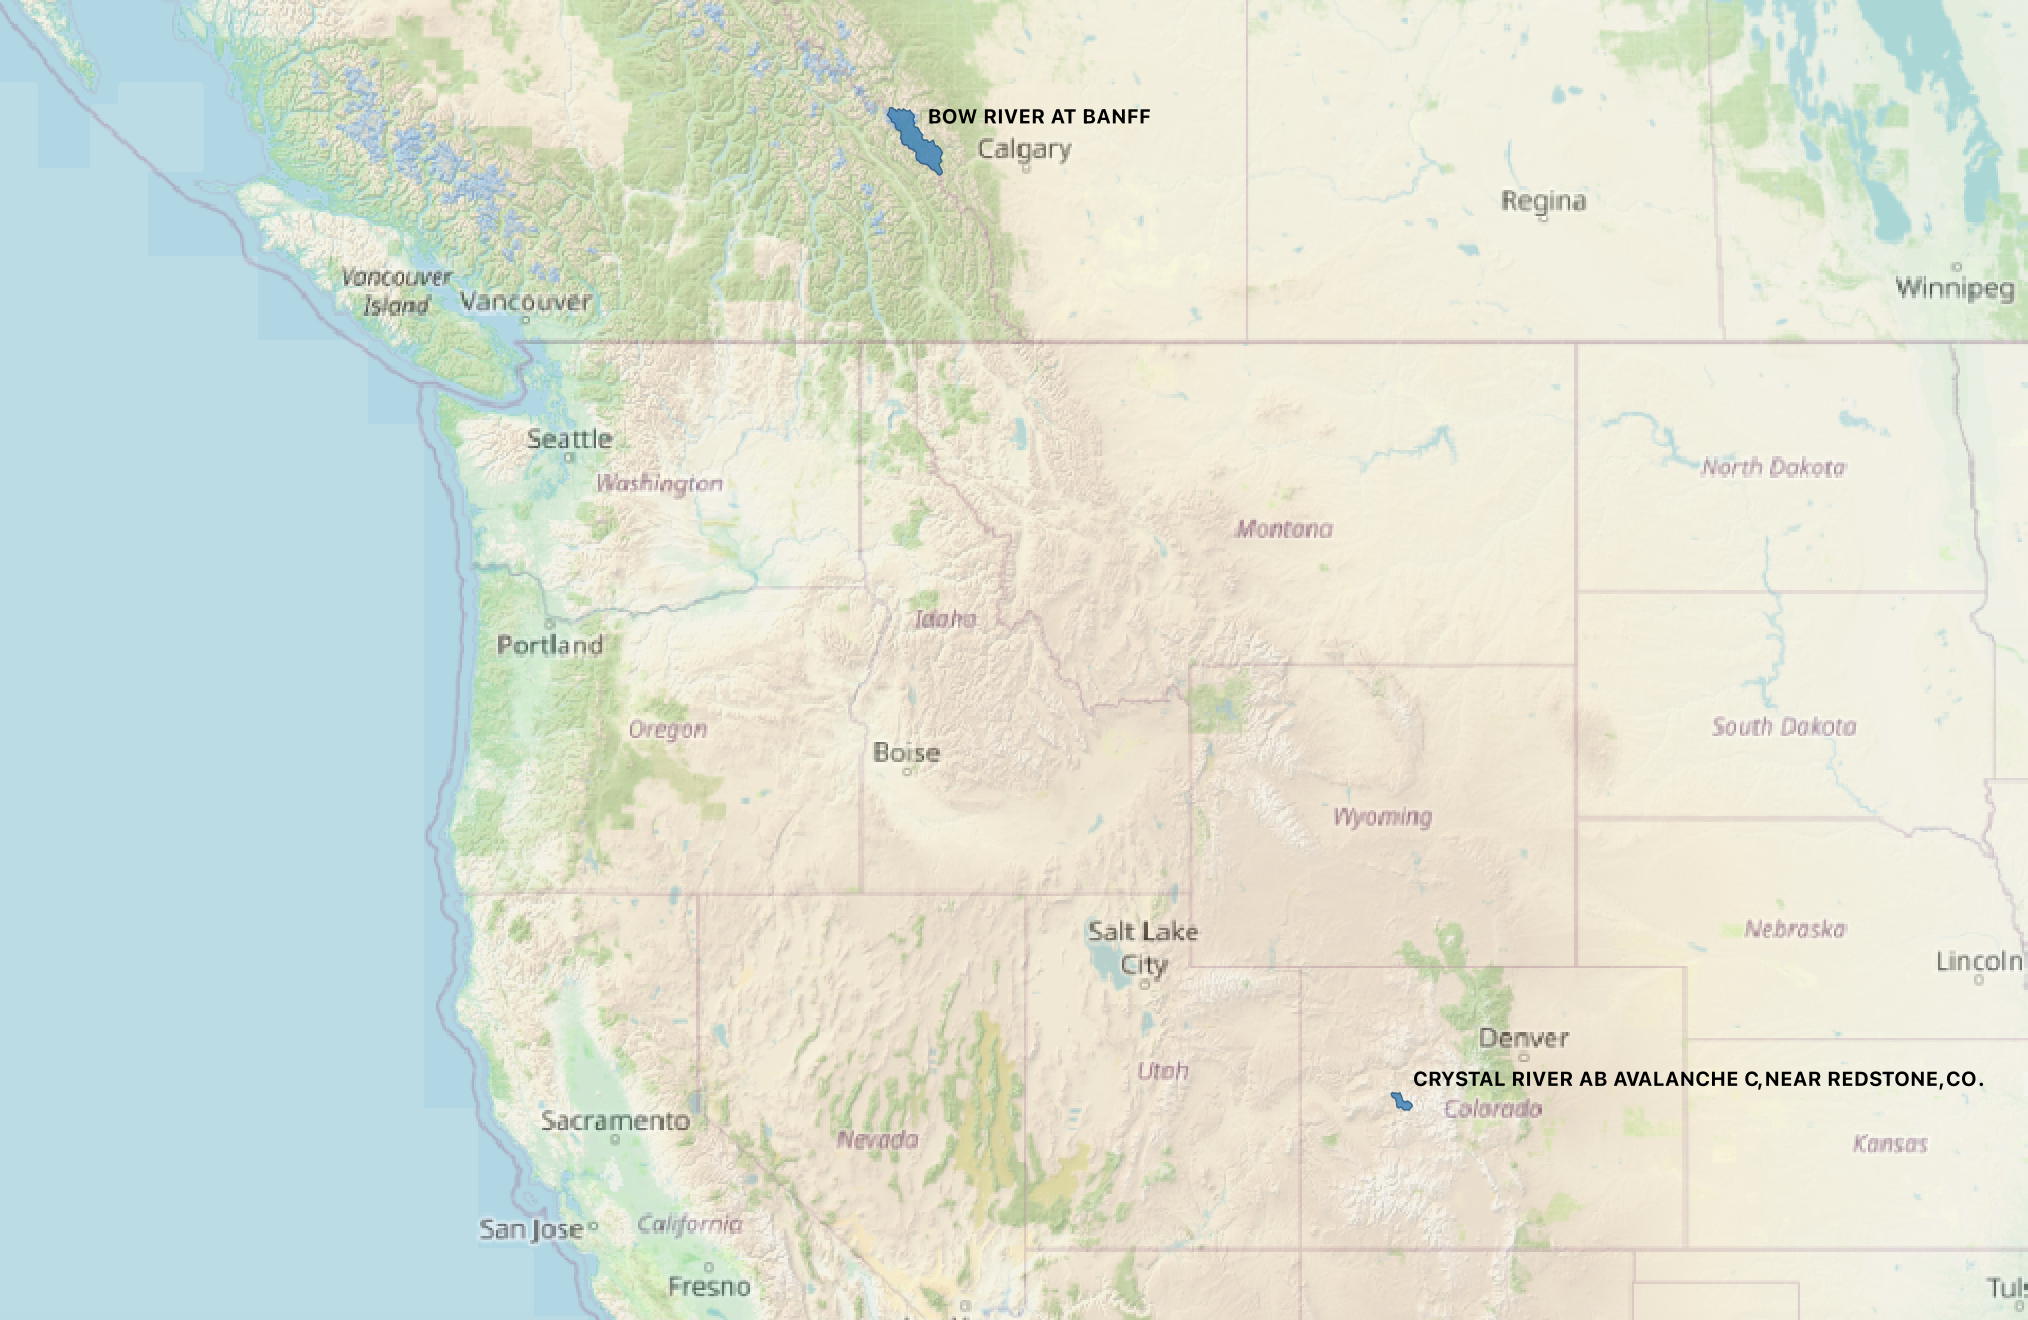 BOW RIVER AT BANFF
Calgary
Regina
Winnipeg
Vancouver
Island
Vancouver
Seattle
Washington
North Dakota
Montana
Idaho
Portland
Oregon
South Dakota
Boise
Wyoming
Salt Lake
City
Nebraska
Lincoln
Denver
Utah
CRYSTAL RIVER AB AVALANCHE C,NEAR REDSTONE,CO.
Colorado
Sacramento
Nevada
Kansas
San Jose
California
Fresno
Tuls